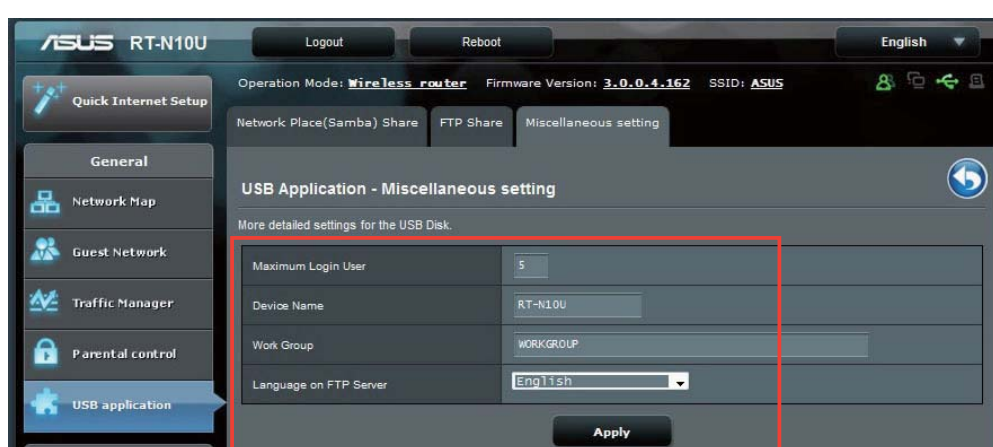 ASUS RT-N10U
Logout
Reboot
English
Quick Internet Setup
Operation Mode: Wireless router Firmware Version: 3.0.0.4.162 SSID: ASUS
Network Place(Samba) Share
FTP Share
Miscellaneous setting
General
Network Map
Guest Network
Traffic Manager
Parental control
USB application
USB Application - Miscellaneous setting
More detailed settings for the USB Disk.
Maximum Login User 5
Device Name RT-N10U
Work Group WORKGROUP
Language on FTP Server English
Apply